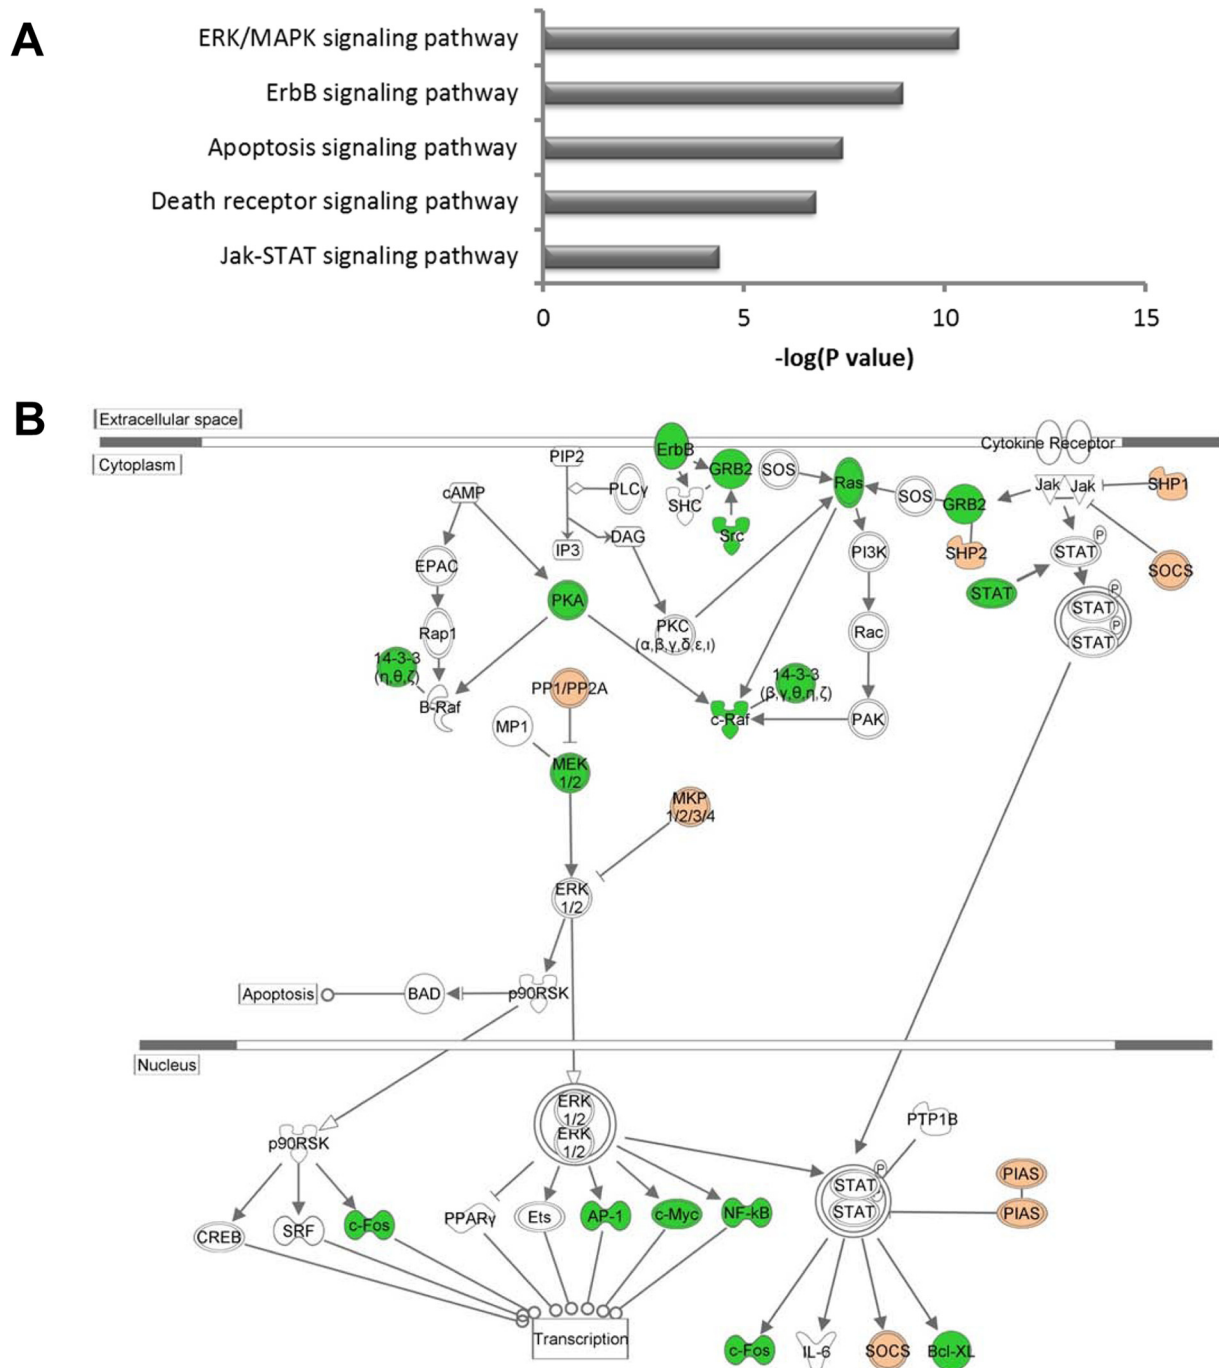 A
ERK/MAPK signaling pathway
ErbB signaling pathway
Apoptosis signaling pathway
Death receptor signaling pathway
Jak-STAT signaling pathway
0 5 10 15
-log(P value)
B
Extracellular space
Cytoplasm
Cytokine Receptor
ErbB
GRB2
SOS
Ras
PIP2
PLCγ
SHC
Src
cAMP
IP3
DAG
SOS
GRB2
Jak Jak
SHP1
SHP2
STAT
P
SOCS
STAT
EPAC
PKA
PI3K
P
STAT
P
STAT
Rap1
PKC
(α,β,γ,δ,ε,ι)
Rac
14-3-3
(η,θ,ζ)
B-Raf
PP1/PP2A
14-3-3
(β,γ,θ,η,ζ)
c-Raf
PAK
MP1
MEK
1/2
MKP
1/2/3/4
ERK
1/2
Apoptosis
BAD
p90RSK
Nucleus
p90RSK
ERK
1/2
ERK
1/2
PTP1B
P
STAT
STAT
PIAS
PIAS
CREB
SRF
c-Fos
PPARγ
Ets
AP-1
c-Myc
NF-kB
Transcription
c-Fos
IL-6
SOCS
Bcl-XL